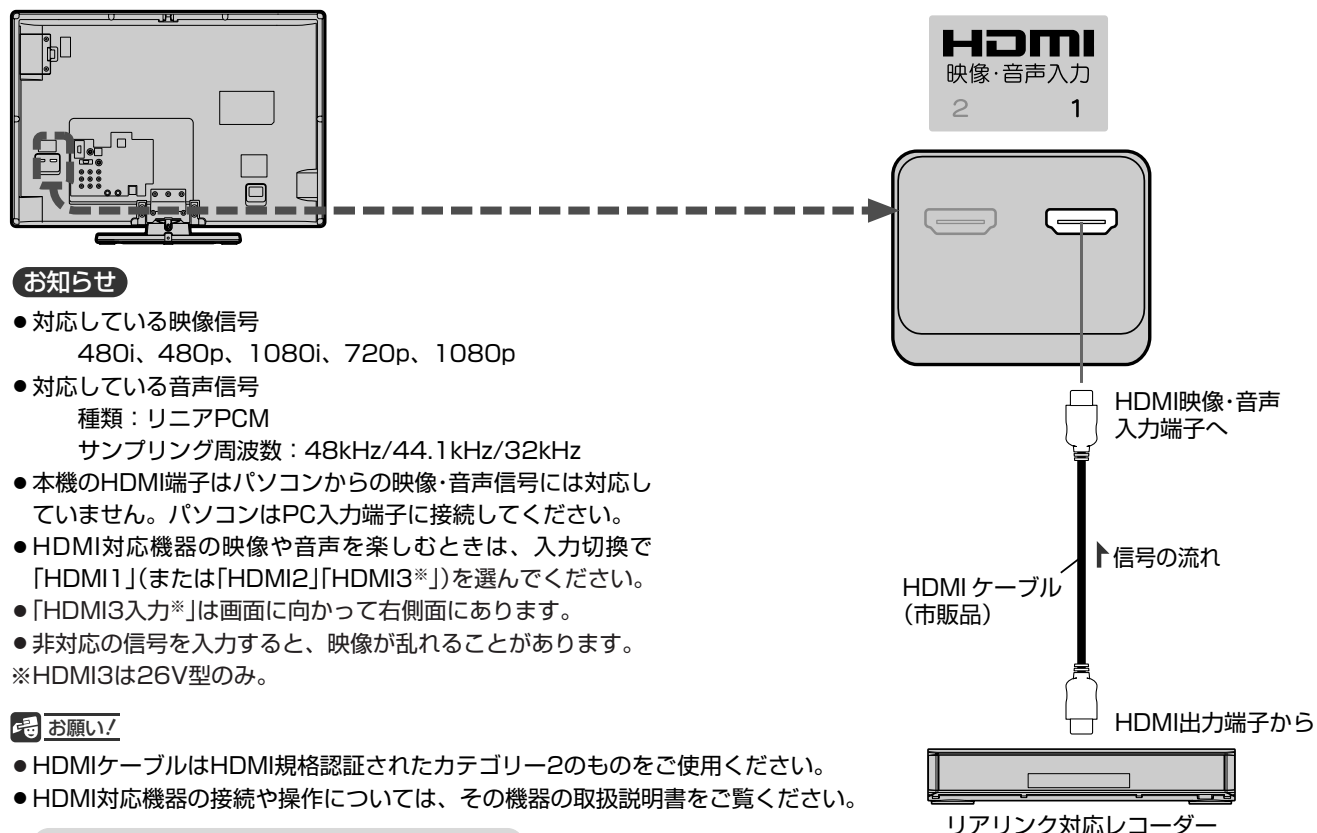 HDMI
映像・音声入力
2 1
お知らせ
●対応している映像信号
480i、480p、1080i、720p、1080p
●対応している音声信号
種類：リニアPCM
サンプリング周波数：48kHz/44.1kHz/32kHz
●本機のHDMI端子はパソコンからの映像・音声信号には対応し
ていません。パソコンはPC入力端子に接続してください。
●HDMI対応機器の映像や音声を楽しむときは、入力切換で
「HDMI1」（または「HDMI2」「HDMI3※」）を選んでください。
●「HDMI3入力※」は画面に向かって右側面にあります。
●非対応の信号を入力すると、映像が乱れることがあります。
※HDMI3は26V型のみ。
お願い！
●HDMIケーブルはHDMI規格認証されたカテゴリー2のものをご使用ください。
●HDMI対応機器の接続や操作については、その機器の取扱説明書をご覧ください。
HDMI映像・音声
入力端子へ
信号の流れ
HDMI ケーブル
（市販品）
HDMI出力端子から
リアリンク対応レコーダー